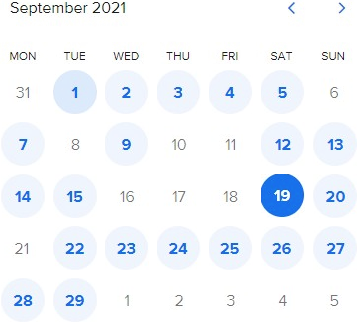 September 2021
MON TUE WED THU FRI SAT SUN
31 1 2 3 4 5 6
7 8 9 10 11 12 13
14 15 16 17 18 19 20
21 22 23 24 25 26 27
28 29 1 2 3 4 5